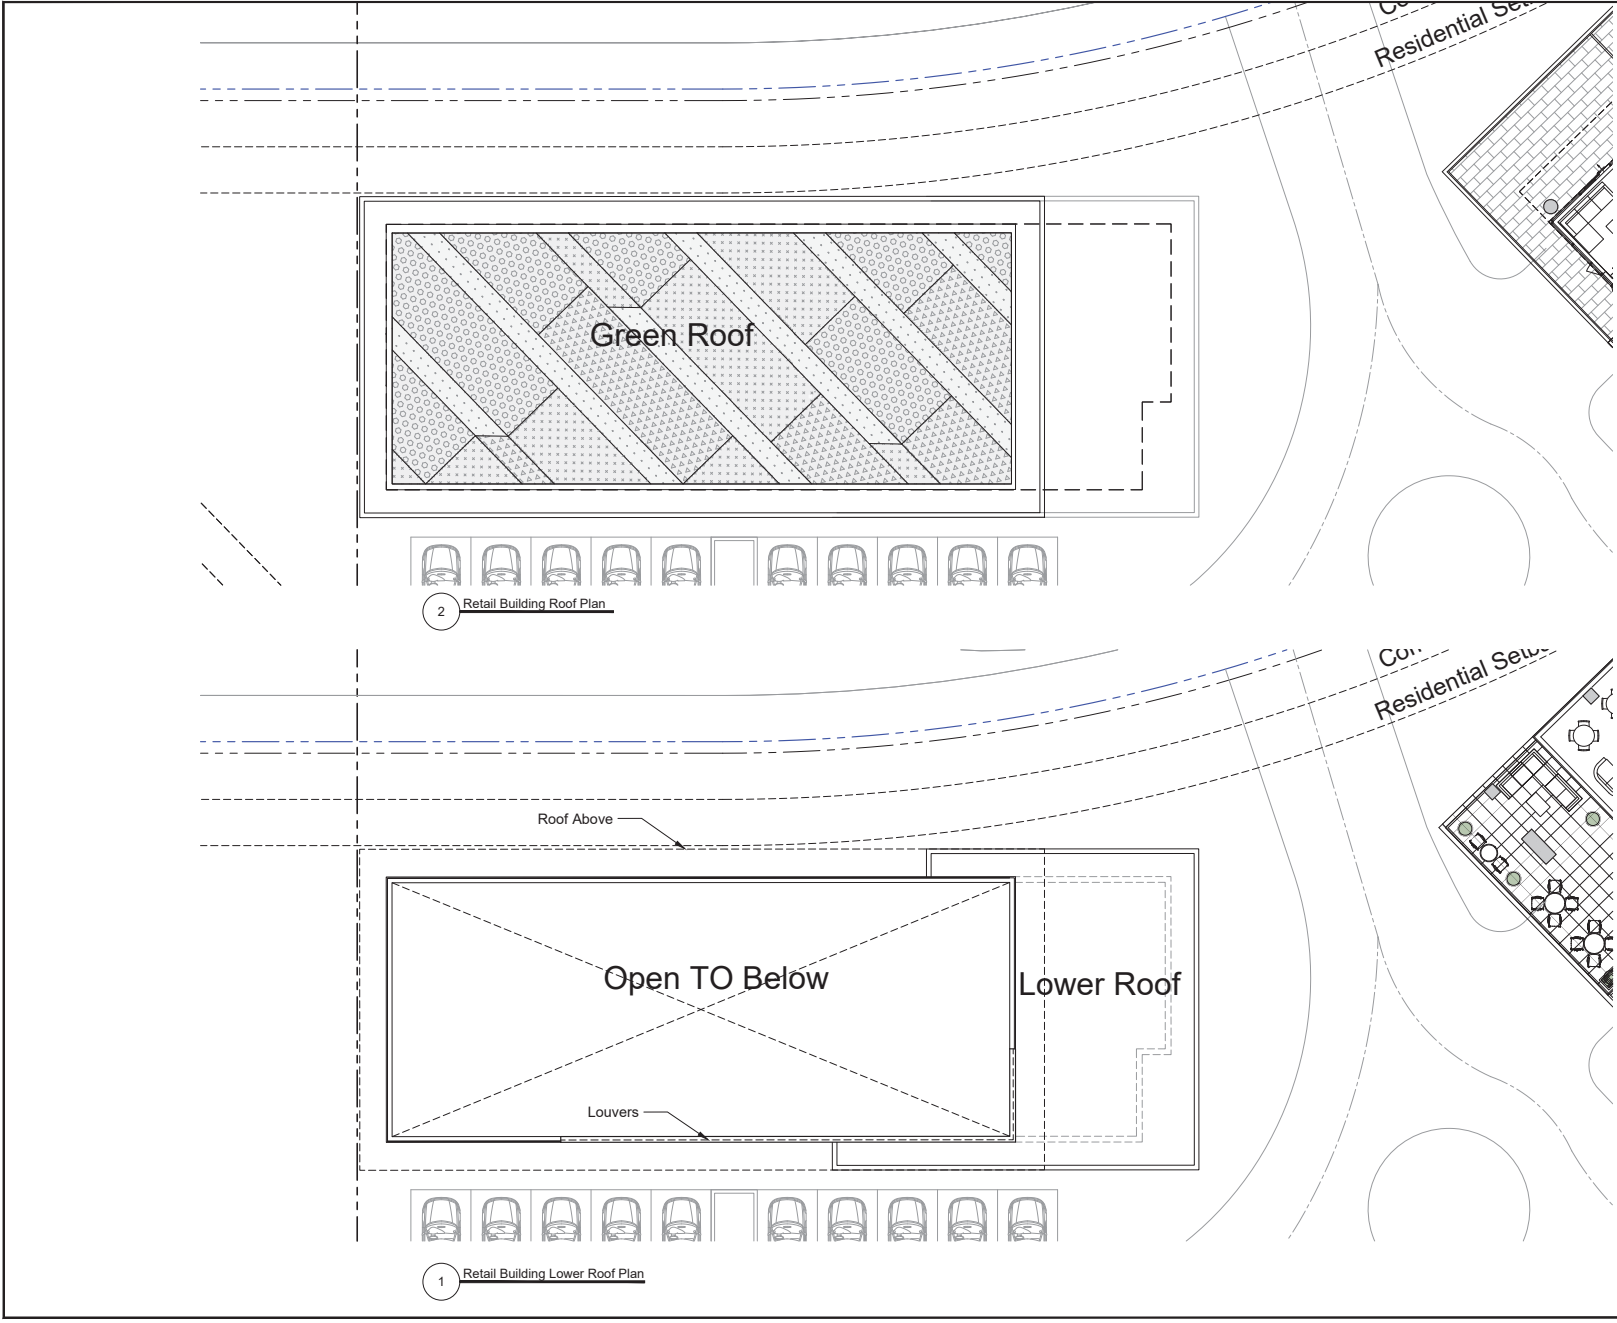 Residential
Green Roof
2
Retail Building Roof Plan
Residential
Roof Above
Open TO Below
Lower Roof
Louvers
1
Retail Building Lower Roof Plan